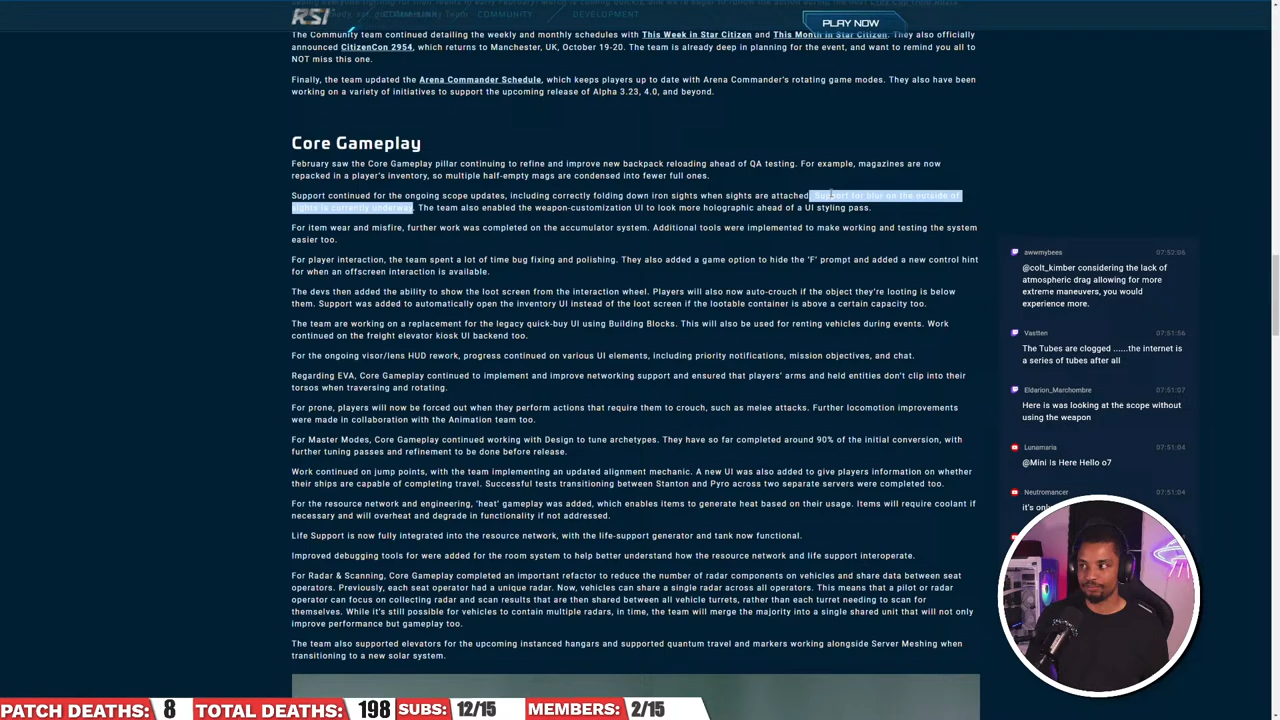 RSI
COMM-LINK
COMMUNITY
DEVELOPMENT
PLAY NOW
The Community team continued detailing the weekly and monthly schedules with This Week in Star Citizen and This Month in Star Citizen. They also officially
announced CitizenCon 2954, which returns to Manchester, UK, October 19-20. The team is already deep in planning for the event, and want to remind you all to
NOT miss this one.
Finally, the team updated the Arena Commander Schedule, which keeps players up to date with Arena Commander's rotating game modes. They also have been
working on a variety of initiatives to support the upcoming release of Alpha 3.23, 4.0, and beyond.
Core Gameplay
February saw the Core Gameplay pillar continuing to refine and improve new backpack reloading ahead of QA testing. For example, magazines are now
repacked in a player's inventory, so multiple half-empty mags are condensed into fewer full ones.
Support continued for the ongoing scope updates, including correctly folding down iron sights when sights are attached. Support for blur on the outside of
sights is currently underway. The team also enabled the weapon-customization UI to look more holographic ahead of a UI styling pass.
For item wear and misfire, further work was completed on the accumulator system. Additional tools were implemented to make working and testing the system
easier too.
For player interaction, the team spent a lot of time bug fixing and polishing. They also added a game option to hide the 'F' prompt and added a new control hint
for when an offscreen interaction is available.
The devs then added the ability to show the loot screen from the interaction wheel. Players will also now auto-crouch if the object they're looting is below
them. Support was added to automatically open the inventory UI instead of the loot screen if the lootable container is above a certain capacity too.
The team are working on a replacement for the legacy quick-buy UI using Building Blocks. This will also be used for renting vehicles during events. Work
continued on the freight elevator kiosk UI backend too.
For the ongoing visor/lens HUD rework, progress continued on various UI elements, including priority notifications, mission objectives, and chat.
Regarding EVA, Core Gameplay continued to implement and improve networking support and ensured that players' arms and held entities don't clip into their
torsos when traversing and rotating.
For prone, players will now be forced out when they perform actions that require them to crouch, such as melee attacks. Further locomotion improvements
were made in collaboration with the Animation team too.
For Master Modes, Core Gameplay continued working with Design to tune archetypes. They have so far completed around 90% of the initial conversion, with
further tuning passes and refinement to be done before release.
Work continued on jump points, with the team implementing an updated alignment mechanic. A new UI was also added to give players information on whether
their ships are capable of completing travel. Successful tests transitioning between Stanton and Pyro across two separate servers were completed too.
For the resource network and engineering, 'heat' gameplay was added, which enables items to generate heat based on their usage. Items will require coolant if
necessary and will overheat and degrade in functionality if not addressed.
Life Support is now fully integrated into the resource network, with the life-support generator and tank now functional.
Improved debugging tools for were added for the room system to help better understand how the resource network and life support interoperate.
For Radar & Scanning, Core Gameplay completed an important refactor to reduce the number of radar components on vehicles and share data between seat
operators. Previously, each seat operator had a unique radar. Now, vehicles can share a single radar across all operators. This means that a pilot or radar
operator can focus on collecting radar and scan results that are then shared between all vehicle turrets, rather than each turret needing to scan for
themselves. While it's still possible for vehicles to contain multiple radars, in time, the team will merge the majority into a single shared unit that will not only
improve performance but gameplay too.
The team also supported elevators for the upcoming instanced hangars and supported quantum travel and markers working alongside Server Meshing when
transitioning to a new solar system.
awwmybees 07:52:06
@colt_kimber considering the lack of
atmospheric drag allowing for more
extreme maneuvers, you would
experience more.
Vastten 07:51:56
The Tubes are clogged ......the internet is
a series of tubes after all
Eldarion_Marchombre 07:51:07
Here is was looking at the scope without
using the weapon
Lunamaria 07:51:04
@Mini Is Here Hello o7
Neutromancer 07:51:04
it's
PATCH DEATHS: 8 TOTAL DEATHS: 198 SUBS: 12/15 MEMBERS: 2/15